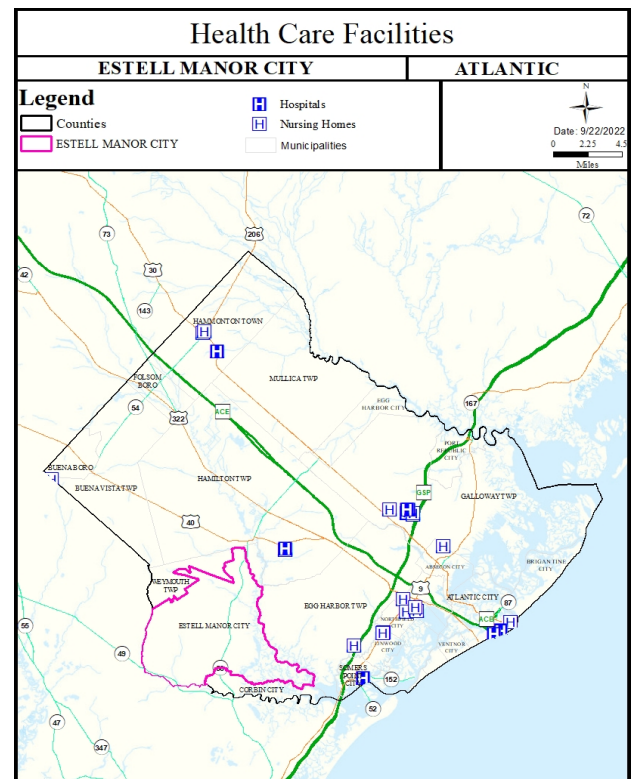 Health Care Facilities
ESTELL MANOR CITY
ATLANTIC
Legend
Counties
ESTELL MANOR CITY
H Hospitals
H Nursing Homes
Municipalities
N
Date: 9/22/2022
0 2.25 4.5
Miles
72
206
73
30
42
143
HAMMONTON TOWN
H
H
MULLICA TWP
FOLSOM
BORO
EGG
HARBOR CITY
167
54
ACE
322
PORT
REPUBLIC
CITY
BUENA BORO
H
BUENA VISTA TWP
HAMILTON TWP
GSP
GALLOWAY TWP
H
H
H
40
H
H
ABSECON CITY
BRIGANTINE
CITY
WEYMOUTH
TWP
9
ATLANTIC CITY
87
EGG HARBOR TWP
H
H
H
ESTELL MANOR CITY
CITY
ACB
H
H
H
55
H
VENTNOR
CITY
LINWOOD
CITY
H
49
50
SOMERS
POINT
CITY
H
152
CORBIN CITY
52
47
347